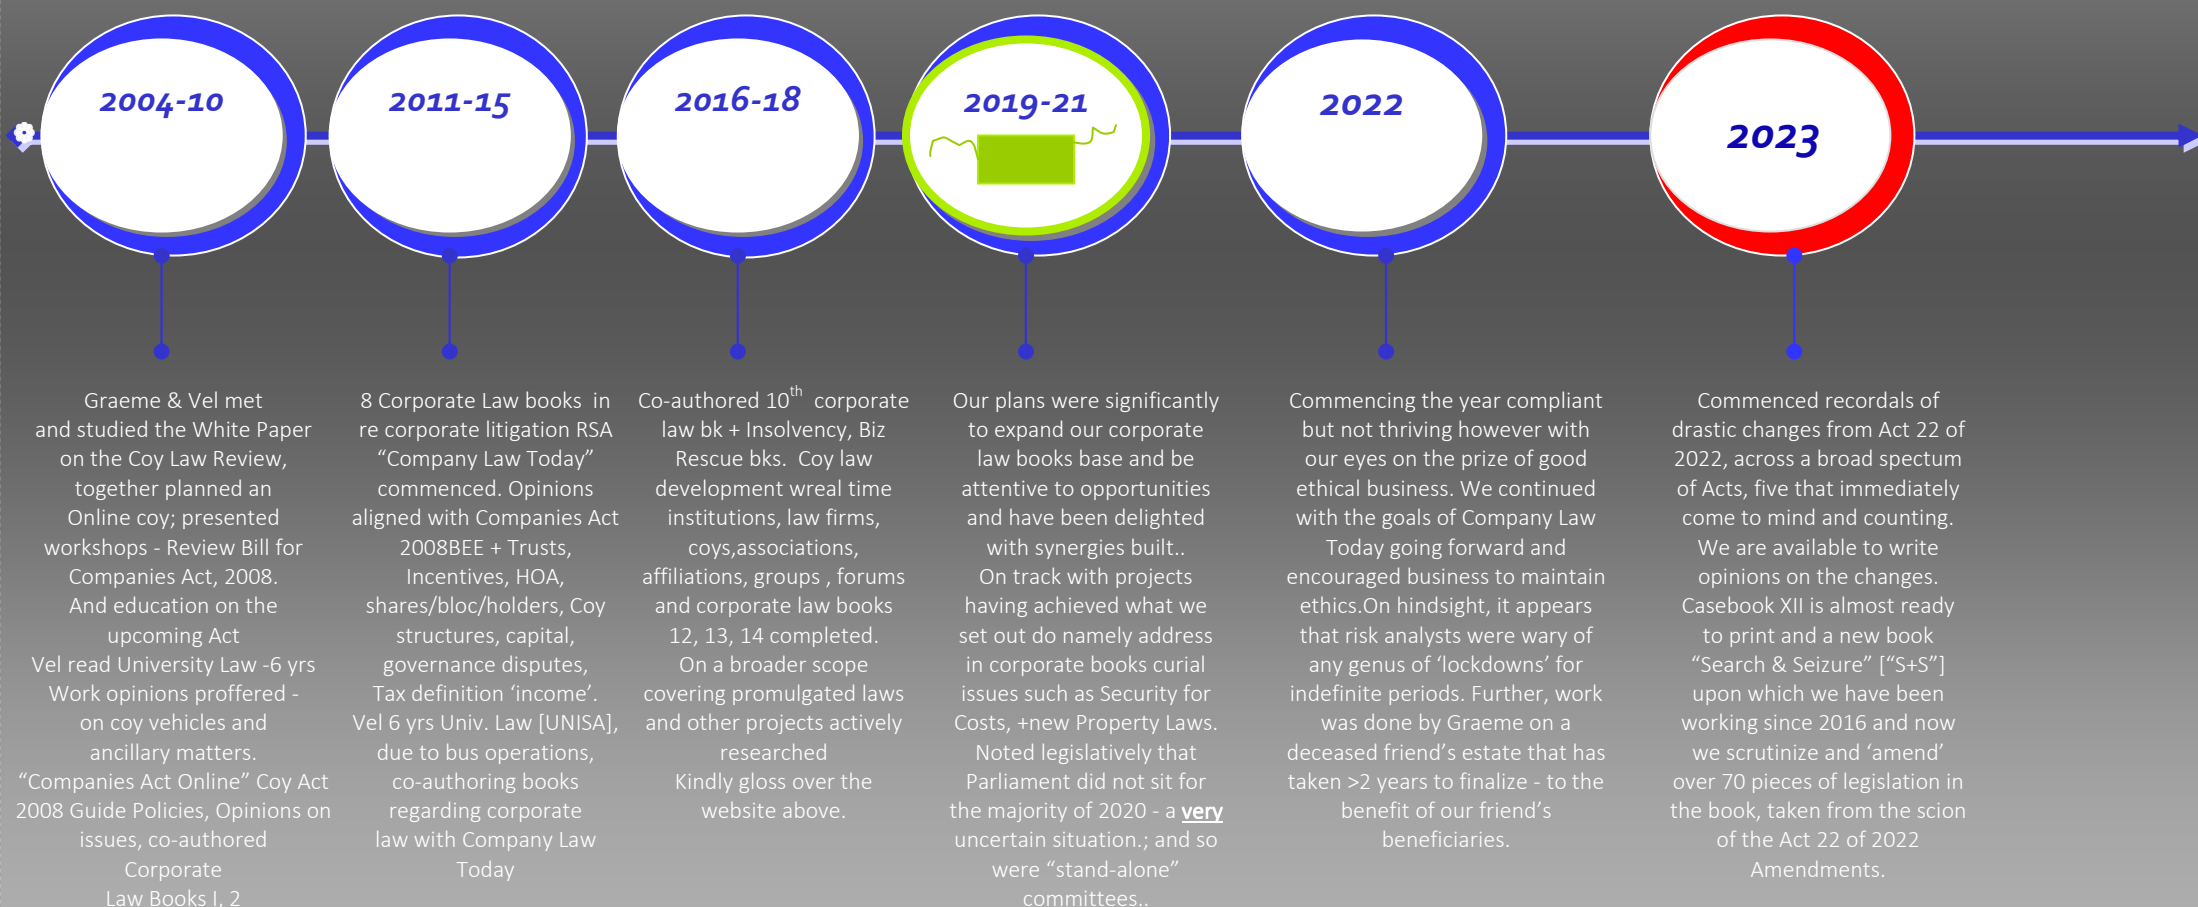 2004-10
Graeme & Vel met
and studied the White Paper
on the Coy Law Review,
together planned an
Online coy; presented
workshops - Review Bill for
Companies Act, 2008.
And education on the
upcoming Act
Vel read University Law -6 yrs
Work opinions proffered -
on coy vehicles and
ancillary matters.
“Companies Act Online” Coy Act
2008 Guide Policies, Opinions on
issues, co-authored
Corporate
Law Books I, 2
2011-15
8 Corporate Law books in
re corporate litigation RSA
“Company Law Today”
commenced. Opinions
aligned with Companies Act
2008BEE + Trusts,
Incentives, HOA,
shares/bloc/holders, Coy
structures, capital,
governance disputes,
Tax definition ‘income’.
Vel 6 yrs Univ. Law [UNISA],
due to bus operations,
co-authoring books
regarding corporate
law with Company Law
Today
2016-18
Co-authored 10th corporate
law bk + Insolvency, Biz
Rescue bks. Coy law
development wreal time
institutions, law firms,
coys,associations,
affiliations, groups , forums
and corporate law books
12, 13, 14 completed.
On a broader scope
covering promulgated laws
and other projects actively
researched
Kindly gloss over the
website above.
2019-21
Our plans were significantly
to expand our corporate
law books base and be
attentive to opportunities
and have been delighted
with synergies built..
On track with projects
having achieved what we
set out do namely address
in corporate books curial
issues such as Security for
Costs, +new Property Laws.
Noted legislatively that
Parliament did not sit for
the majority of 2020 - a very
uncertain situation.; and so
were “stand-alone”
committees..
2022
Commencing the year compliant
but not thriving however with
our eyes on the prize of good
ethical business. We continued
with the goals of Company Law
Today going forward and
encouraged business to maintain
ethics.On hindsight, it appears
that risk analysts were wary of
any genus of ‘lockdowns’ for
indefinite periods. Further, work
was done by Graeme on a
deceased friend’s estate that has
taken >2 years to finalize - to the
benefit of our friend’s
beneficiaries.
2023
Commenced recordals of
drastic changes from Act 22 of
2022, across a broad spectum
of Acts, five that immediately
come to mind and counting.
We are available to write
opinions on the changes.
Casebook XII is almost ready
to print and a new book
“Search & Seizure” [“S+S”]
upon which we have been
working since 2016 and now
we scrutinize and ‘amend’
over 70 pieces of legislation in
the book, taken from the scion
of the Act 22 of 2022
Amendments.